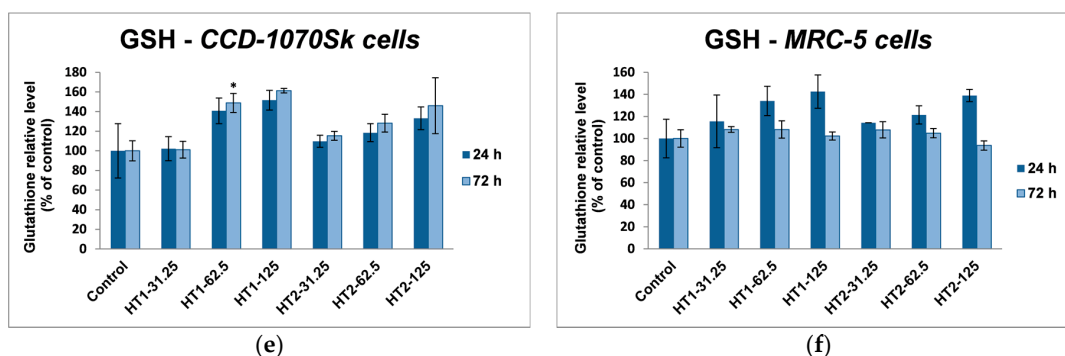 GSH - CCD-1070Sk cells
Glutathione relative level
(% of control)
180
160
140
120
100
80
60
40
20
0
*
Control
HT1-31.25
HT1-62.5
HT1-125
HT2-31.25
HT2-62.5
HT2-125
24 h
72 h
(e)
GSH - MRC-5 cells
Glutathione relative level
(% of control)
160
140
120
100
80
60
40
20
0
Control
HT1-31.25
HT1-62.5
HT1-125
HT2-31.25
HT2-62.5
HT2-125
24 h
72 h
(f)